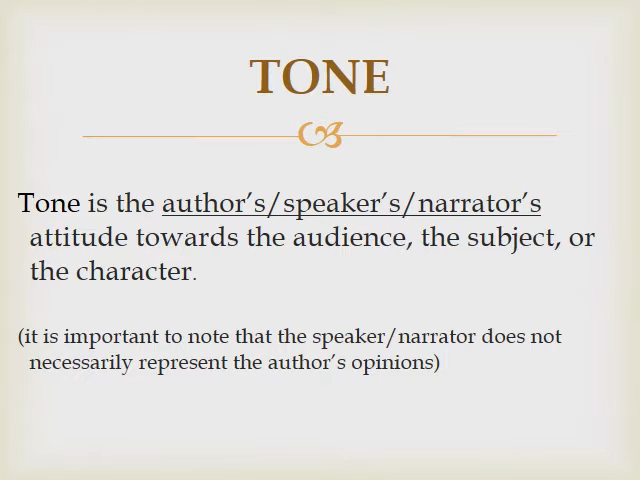 TONE
Tone is the author’s/speaker’s/narrator’s
attitude towards the audience, the subject, or
the character.
(it is important to note that the speaker/narrator does not
necessarily represent the author’s opinions)